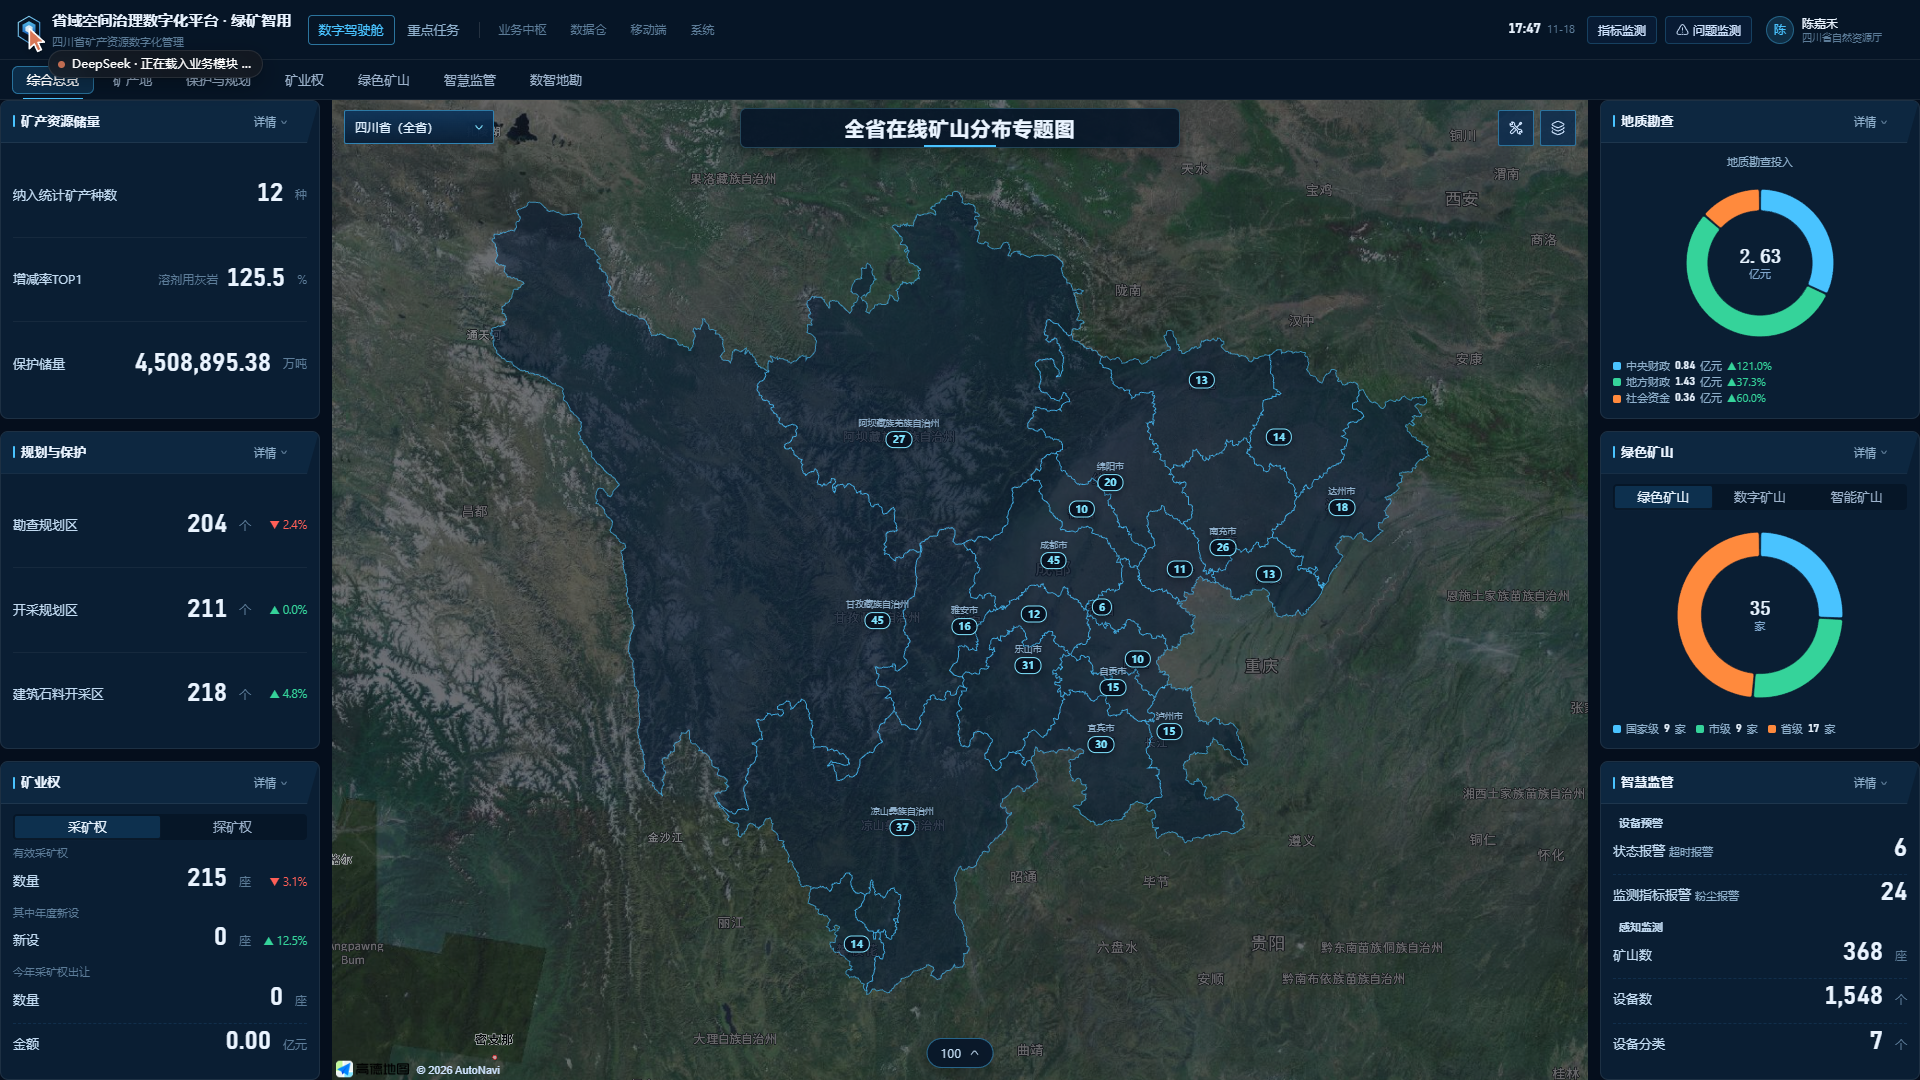 省域空间治理数字化平台 · 绿矿智用
四川省矿产资源数字化管理
数字驾驶舱
重点任务
业务中枢
数据仓
移动端
系统
17:47 11-18
指标监测
问题监测
陈
陈嘉禾
四川省自然资源厅
DeepSeek · 正在载入业务模块 ...
综合总览
矿产地
保护与规划
矿业权
绿色矿山
智慧监管
数智地勘
矿产资源储量
详情
纳入统计矿产种数 12 种
增减率TOP1 溶剂用灰岩 125.5 %
保护储量 4,508,895.38 万吨
规划与保护
详情
勘查规划区 204 个 ▼2.4%
开采规划区 211 个 ▲0.0%
建筑石料开采区 218 个 ▲4.8%
矿业权
详情
采矿权 探矿权
有效采矿权
数量 215 座 ▼3.1%
其中年度新设
新设 0 座 ▲12.5%
今年采矿权出让
数量 0 座
金额 0.00 亿元
四川省（全省）
全省在线矿山分布专题图
铜川
天水
果洛藏族自治州
宝鸡
渭南
西安
商洛
陇南
汉中
通天河
安康
13
阿坝藏族羌族自治州
27
14
绵阳市
20
达州市
18
10
昌都
南充市
26
成都市
45
11
13
恩施土家族苗族自治州
甘孜藏族自治州
45
雅安市
16
12
6
乐山市
31
10
重庆
自贡市
15
泸州市
15
宜宾市
30
长江
湘西土家族苗族自治州
凉山彝族自治州
37
金沙江
遵义
铜仁
怀化
昭通
毕节
丽江
14
贵阳
六盘水
黔东南苗族侗族自治州
Bum
安顺
黔南布依族苗族自治州
密支那
大理白族自治州
曲靖
桂林
100
高德地图 © 2026 AutoNavi
地质勘查
详情
地质勘查投入
2.63
亿元
中央财政 0.84 亿元 ▲121.0%
地方财政 1.43 亿元 ▲37.3%
社会资金 0.36 亿元 ▲60.0%
绿色矿山
详情
绿色矿山 数字矿山 智能矿山
35
家
国家级 9 家 市级 9 家 省级 17 家
智慧监管
详情
设备预警
状态报警 超时报警 6
监测指标报警 粉尘报警 24
感知监测
矿山数 368 座
设备数 1,548 个
设备分类 7 个